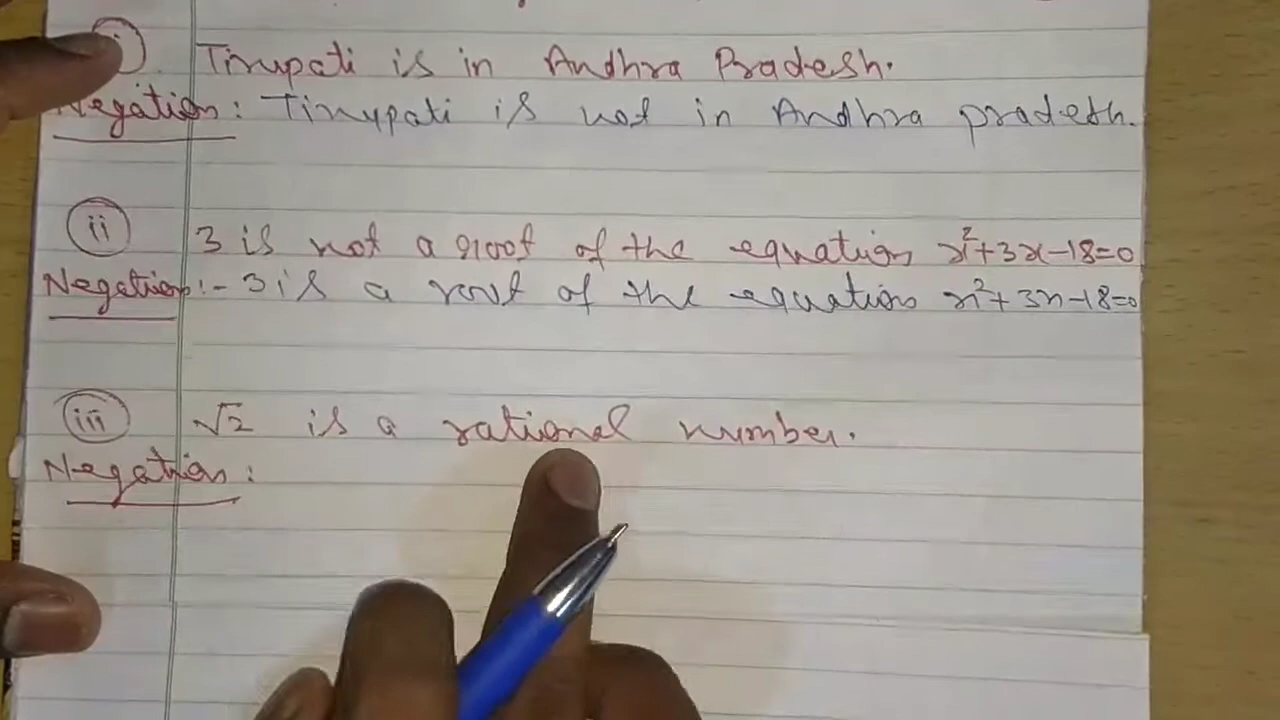 i Tirupati is in Andhra Pradesh.
Negation: Tirupati is not in Andhra pradesh.
ii 3 is not a root of the equation x²+3x-18=0
Negation:- 3 is a root of the equation x²+3x-18=0
iii √2 is a rational number.
Negation: